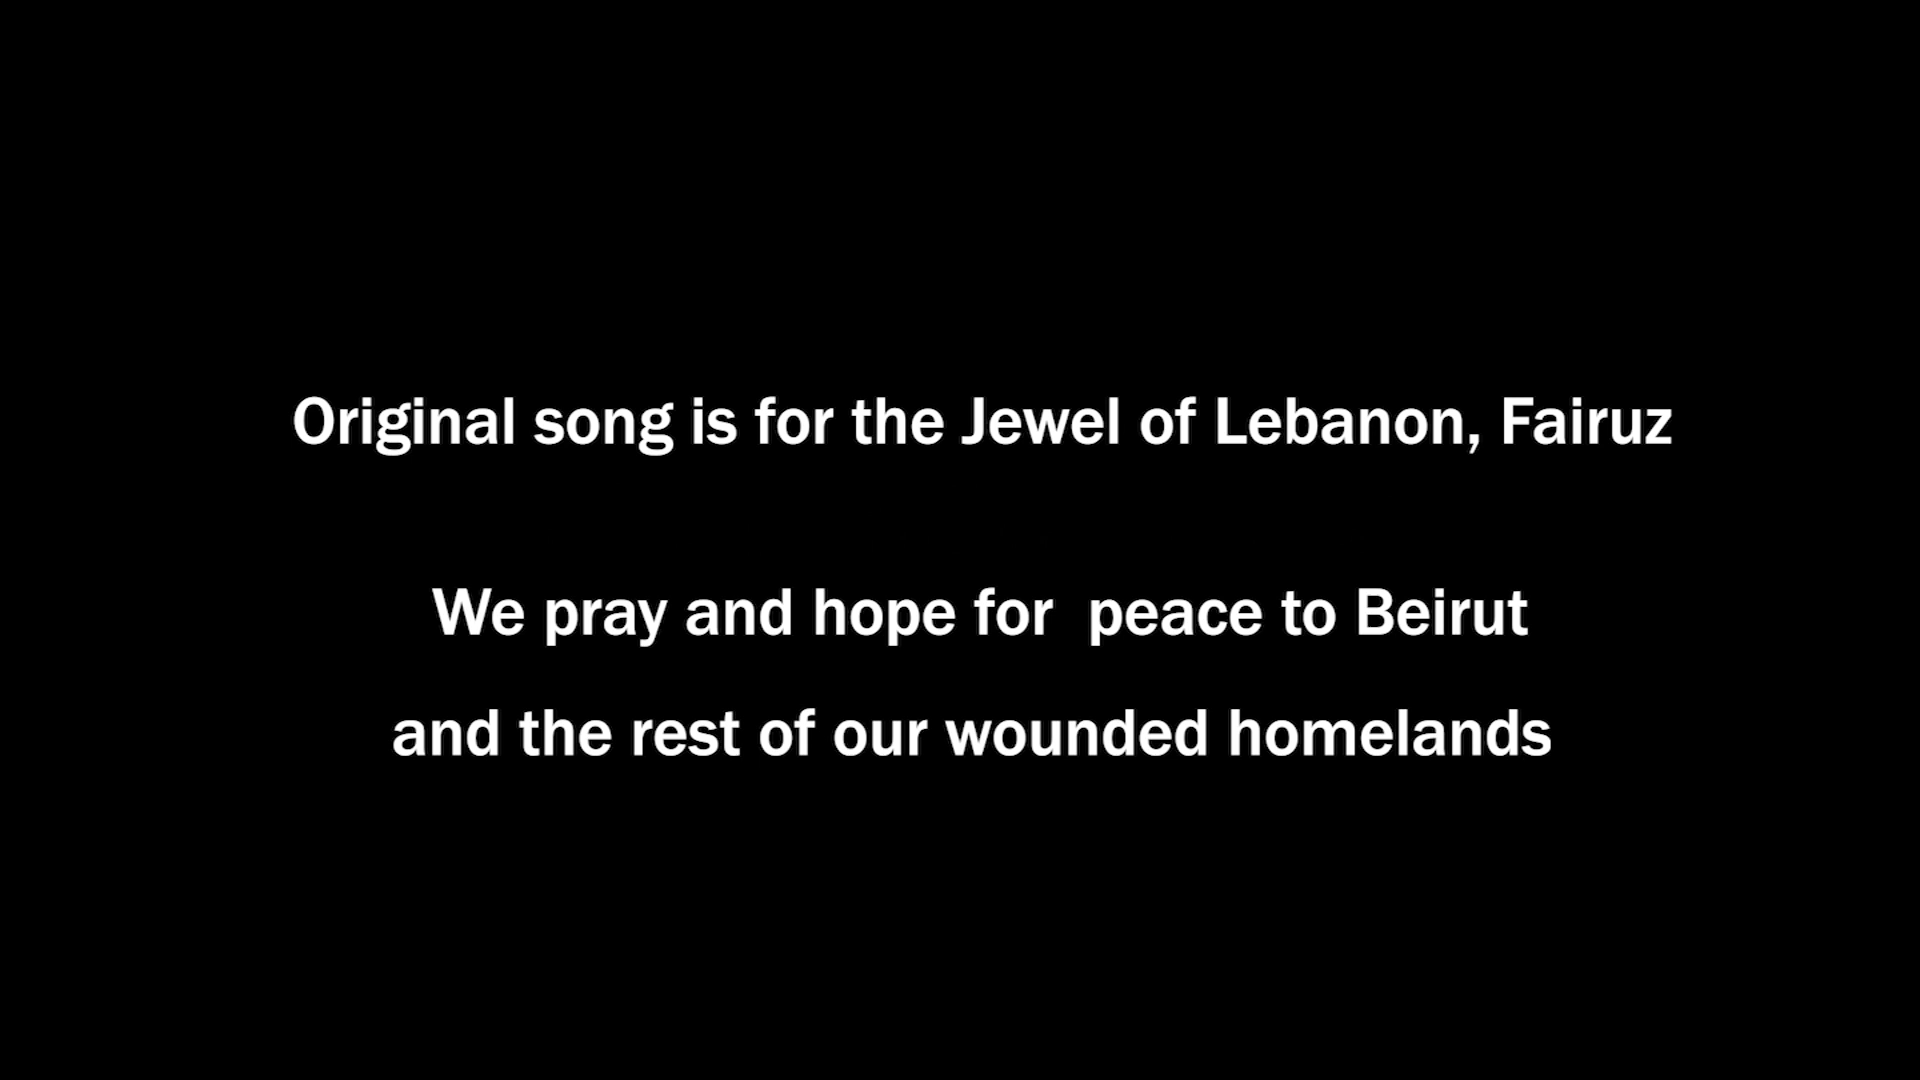 Original song is for the Jewel of Lebanon, Fairuz
We pray and hope for  peace to Beirut
and the rest of our wounded homelands